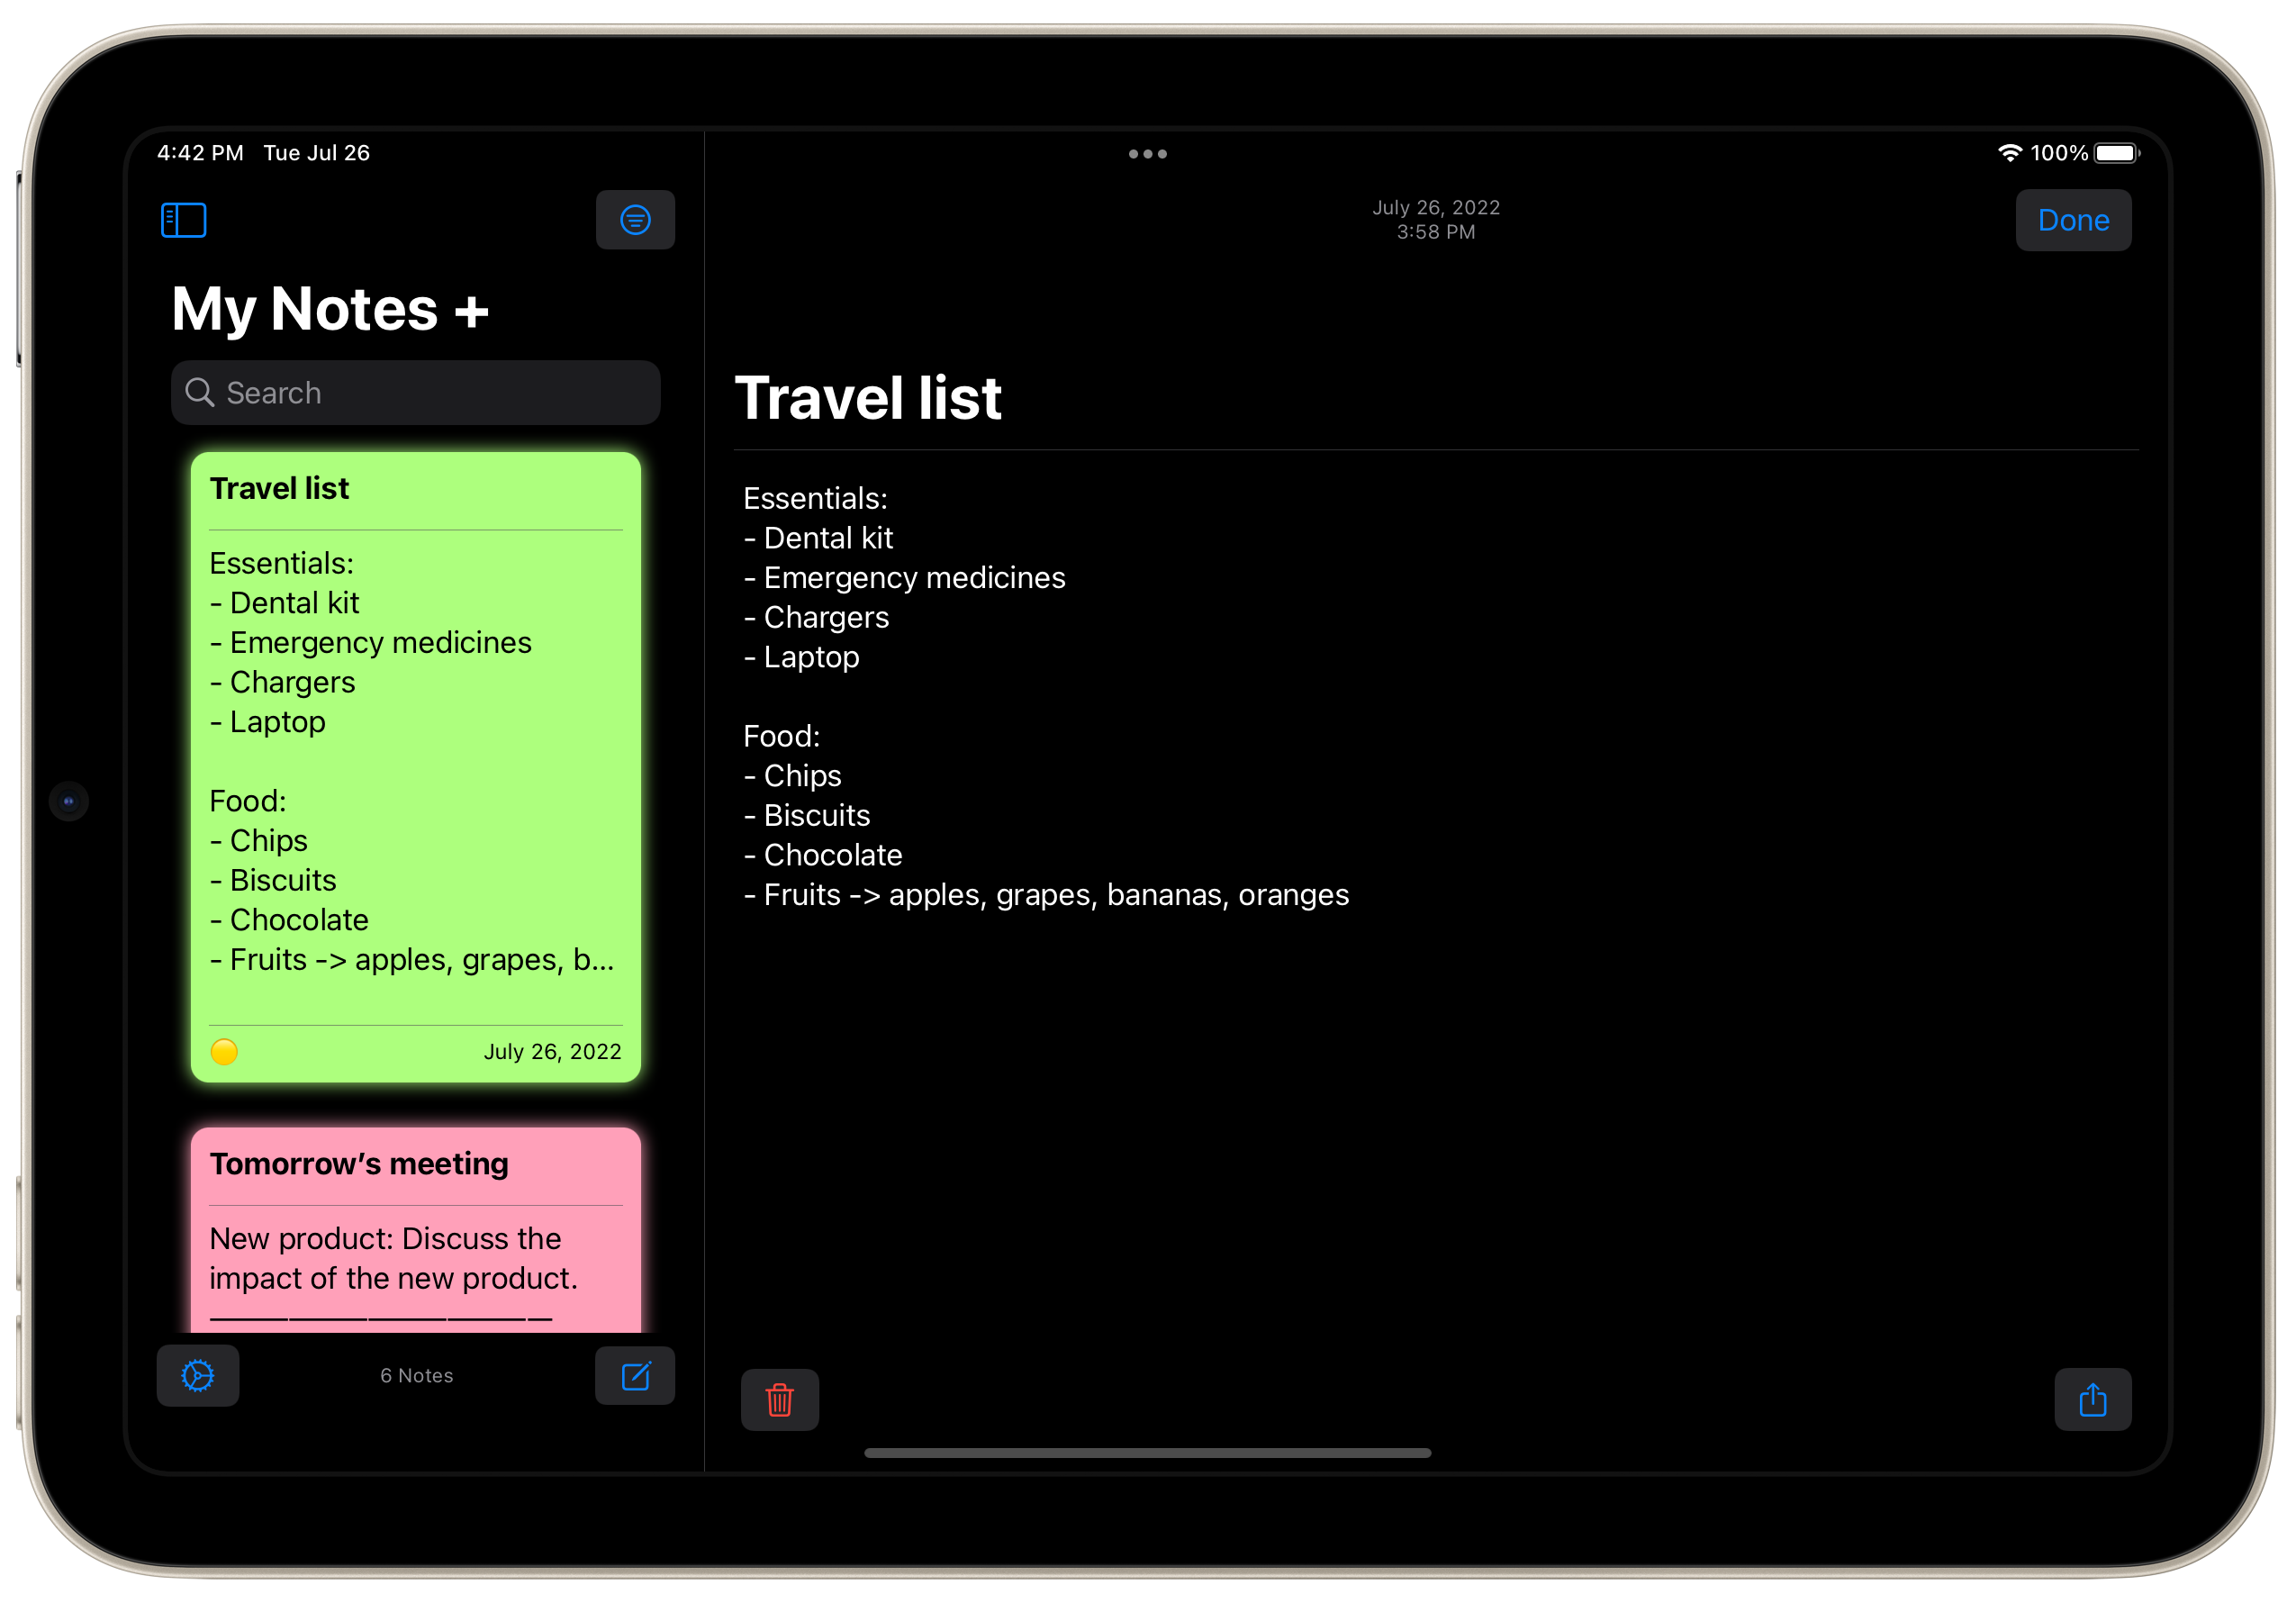 4:42 PM Tue Jul 26
100%
My Notes +
Search
Travel list
Essentials:
- Dental kit
- Emergency medicines
- Chargers
- Laptop
Food:
- Chips
- Biscuits
- Chocolate
- Fruits -> apples, grapes, b...
July 26, 2022
Tomorrow’s meeting
New product: Discuss the
impact of the new product.
6 Notes
July 26, 2022
3:58 PM
Done
Travel list
Essentials:
- Dental kit
- Emergency medicines
- Chargers
- Laptop
Food:
- Chips
- Biscuits
- Chocolate
- Fruits -> apples, grapes, bananas, oranges